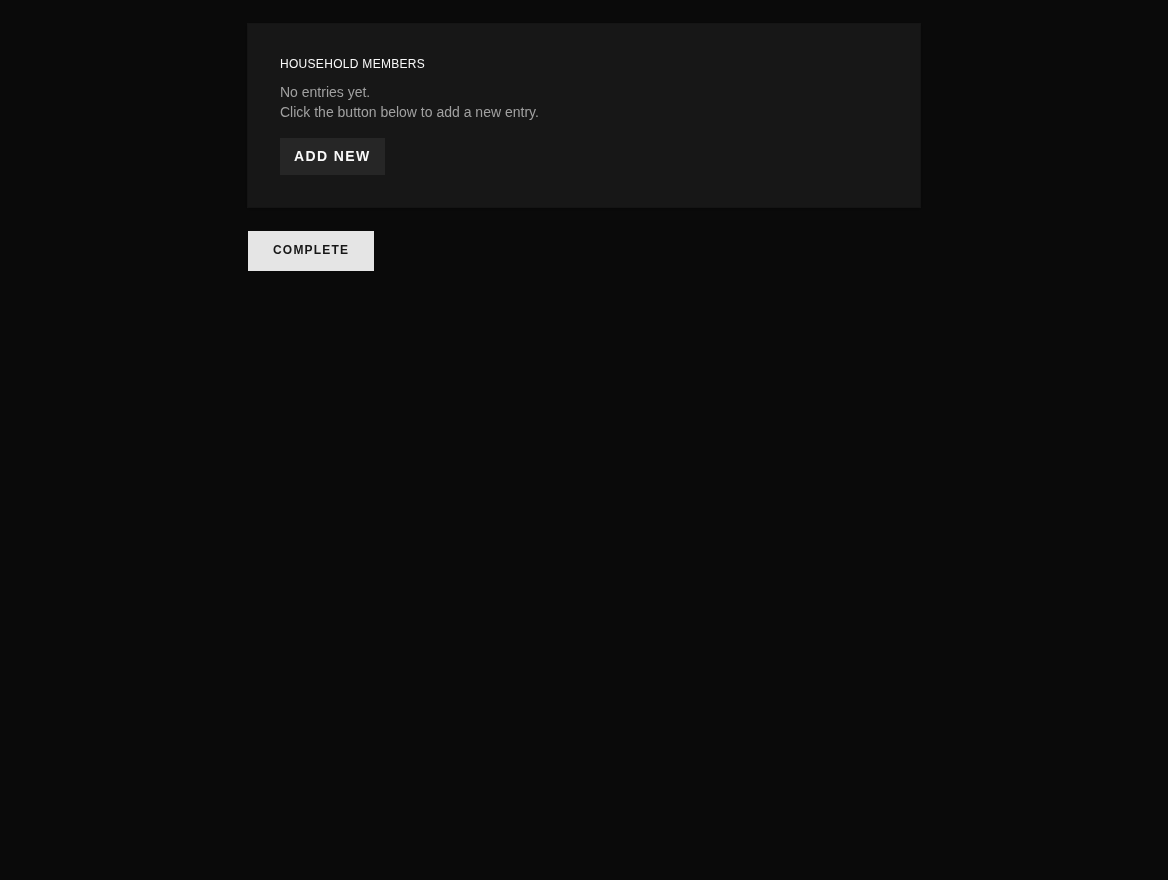 HOUSEHOLD MEMBERS
No entries yet.
Click the button below to add a new entry.
ADD NEW
COMPLETE